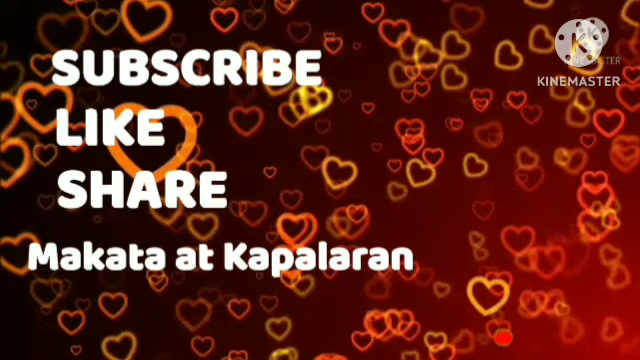 SUBSCRIBE
LIKE
SHARE
Makata at Kapalaran
KINEMASTER